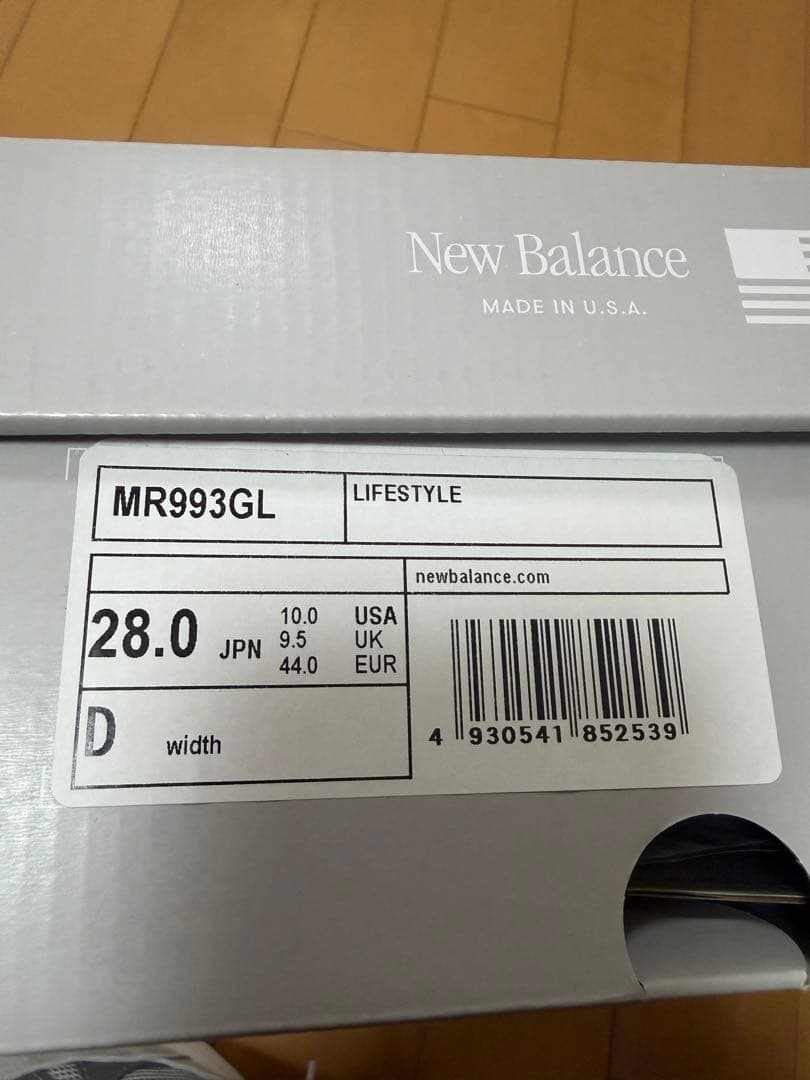 New Balance
MADE IN U.S.A.
MR993GL
LIFESTYLE
newbalance.com
28.0 JPN
10.0 USA
9.5 UK
44.0 EUR
D width
4 930541 852539